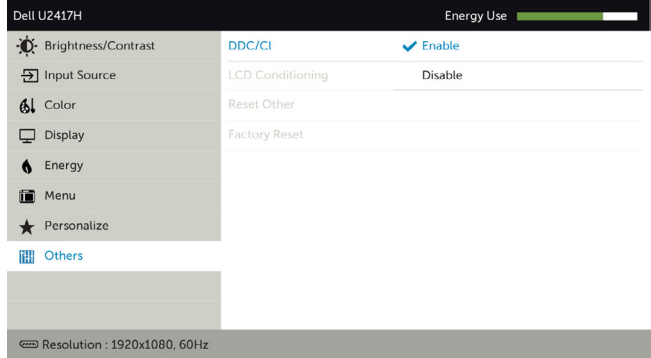 Dell U2417H Energy Use
Brightness/Contrast DDC/CI Enable
Input Source LCD Conditioning Disable
Color Reset Other
Display Factory Reset
Energy
Menu
Personalize
Others
Resolution : 1920x1080, 60Hz